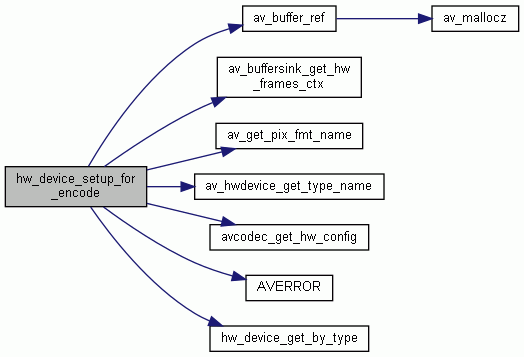 av_buffer_ref
av_mallocz
av_buffersink_get_hw
_frames_ctx
av_get_pix_fmt_name
hw_device_setup_for
_encode
av_hwdevice_get_type_name
avcodec_get_hw_config
AVERROR
hw_device_get_by_type